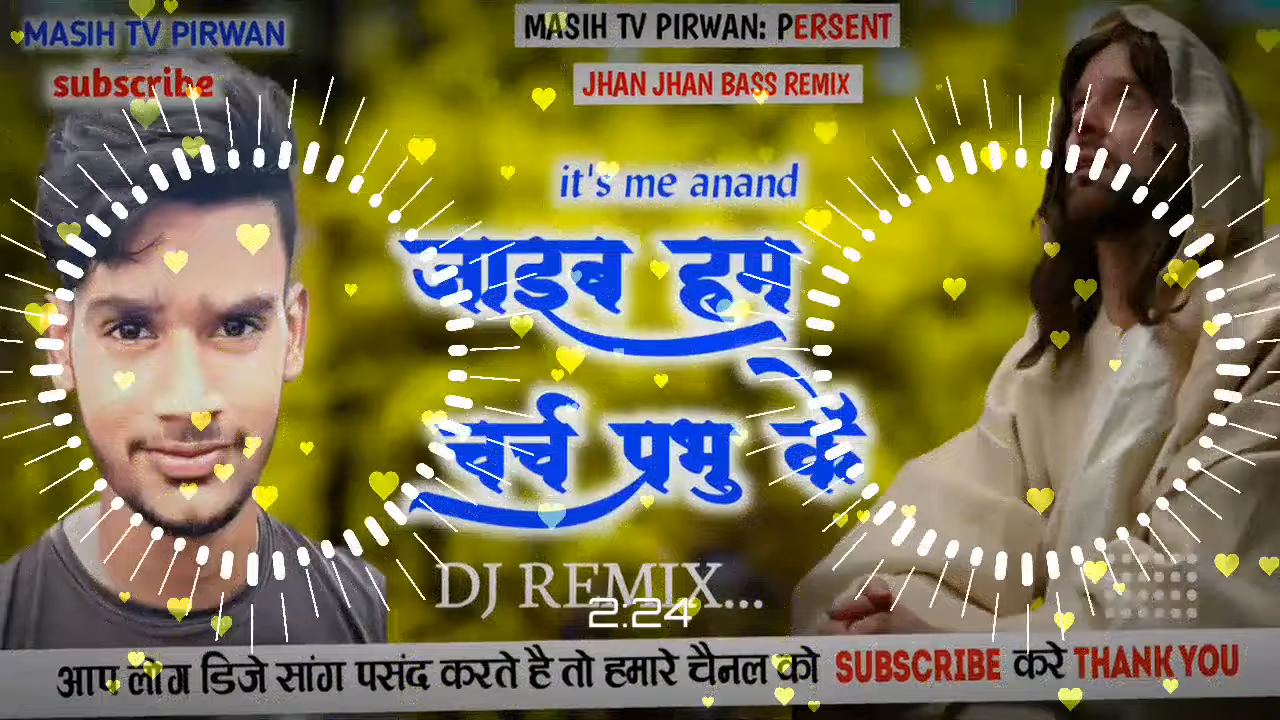 MASIH TV PIRWAN
subscribe
MASIH TV PIRWAN: PERSENT
JHAN JHAN BASS REMIX
it's me anand
जाइब हम
चर्च प्रभु के
DJ REMIX...
2:24
आप लोग डिजे सांग पसंद करते है तो हमारे चैनल को SUBSCRIBE करे THANK YOU